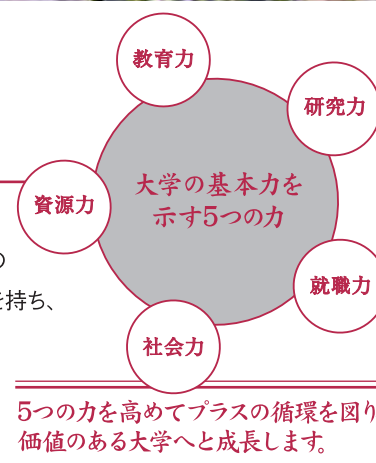 教育力
研究力
大学の基本力を
示す5つの力
資源力
の
を持ち、
就職力
社会力
5つの力を高めてプラスの循環を図り
価値のある大学へと成長します。